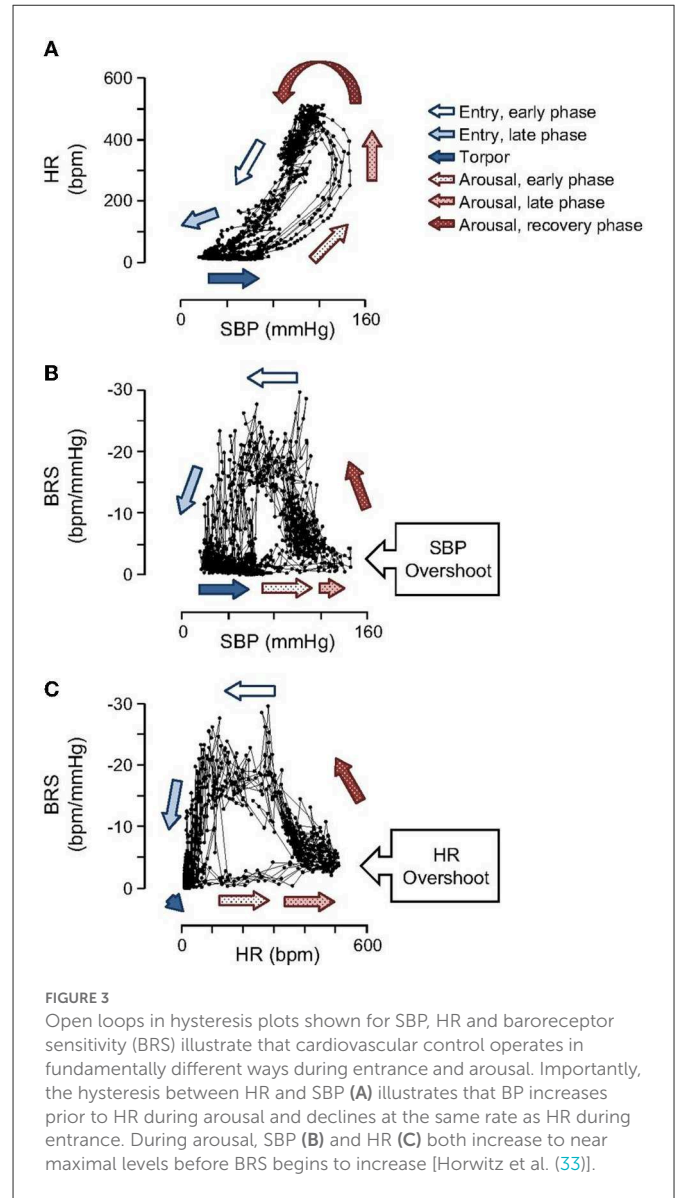 A
600
400
200
0
HR
(bpm)
0
160
SBP (mmHg)
Entry, early phase
Entry, late phase
Torpor
Arousal, early phase
Arousal, late phase
Arousal, recovery phase
B
-30
-20
-10
0
BRS
(bpm/mmHg)
0
160
SBP (mmHg)
SBP
Overshoot
C
-30
-20
-10
0
BRS
(bpm/mmHg)
0
600
HR (bpm)
HR
Overshoot
FIGURE 3
Open loops in hysteresis plots shown for SBP, HR and baroreceptor
sensitivity (BRS) illustrate that cardiovascular control operates in
fundamentally different ways during entrance and arousal. Importantly,
the hysteresis between HR and SBP (A) illustrates that BP increases
prior to HR during arousal and declines at the same rate as HR during
entrance. During arousal, SBP (B) and HR (C) both increase to near
maximal levels before BRS begins to increase [Horwitz et al. (33)].